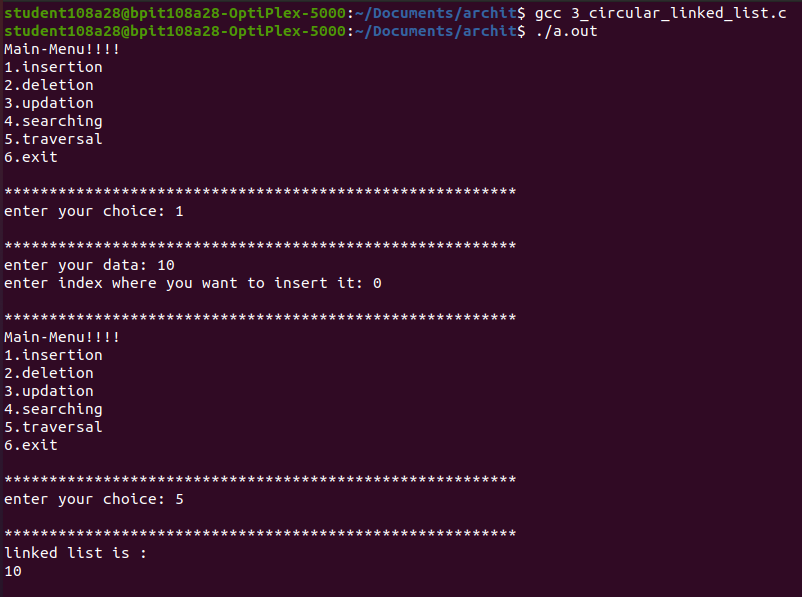 student108a28@bpit108a28-OptiPlex-5000:~/Documents/archit$ gcc 3_circular_linked_list.c
student108a28@bpit108a28-OptiPlex-5000:~/Documents/archit$ ./a.out
Main-Menu!!!!
1.insertion
2.deletion
3.updation
4.searching
5.traversal
6.exit
*********************************************************
enter your choice: 1
*********************************************************
enter your data: 10
enter index where you want to insert it: 0
*********************************************************
Main-Menu!!!!
1.insertion
2.deletion
3.updation
4.searching
5.traversal
6.exit
*********************************************************
enter your choice: 5
*********************************************************
linked list is :
10